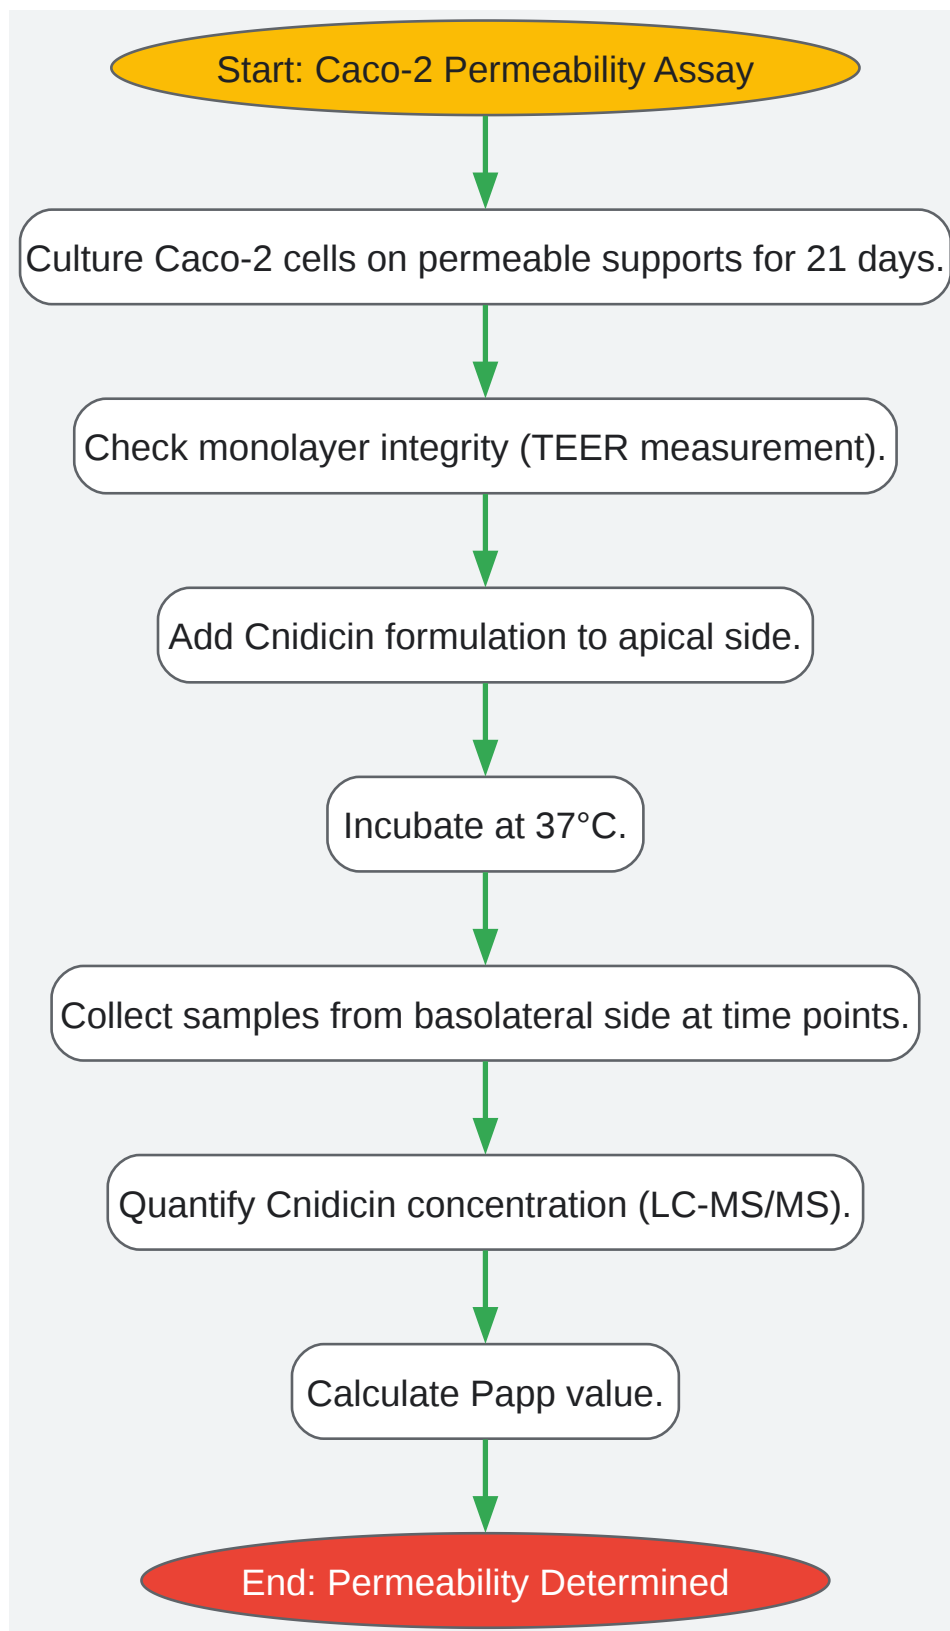 Start: Caco-2 Permeability Assay
Culture Caco-2 cells on permeable supports for 21 days.
Check monolayer integrity (TEER measurement).
Add Cnidicin formulation to apical side.
Incubate at 37°C.
Collect samples from basolateral side at time points.
Quantify Cnidicin concentration (LC-MS/MS).
Calculate Papp value.
End: Permeability Determined